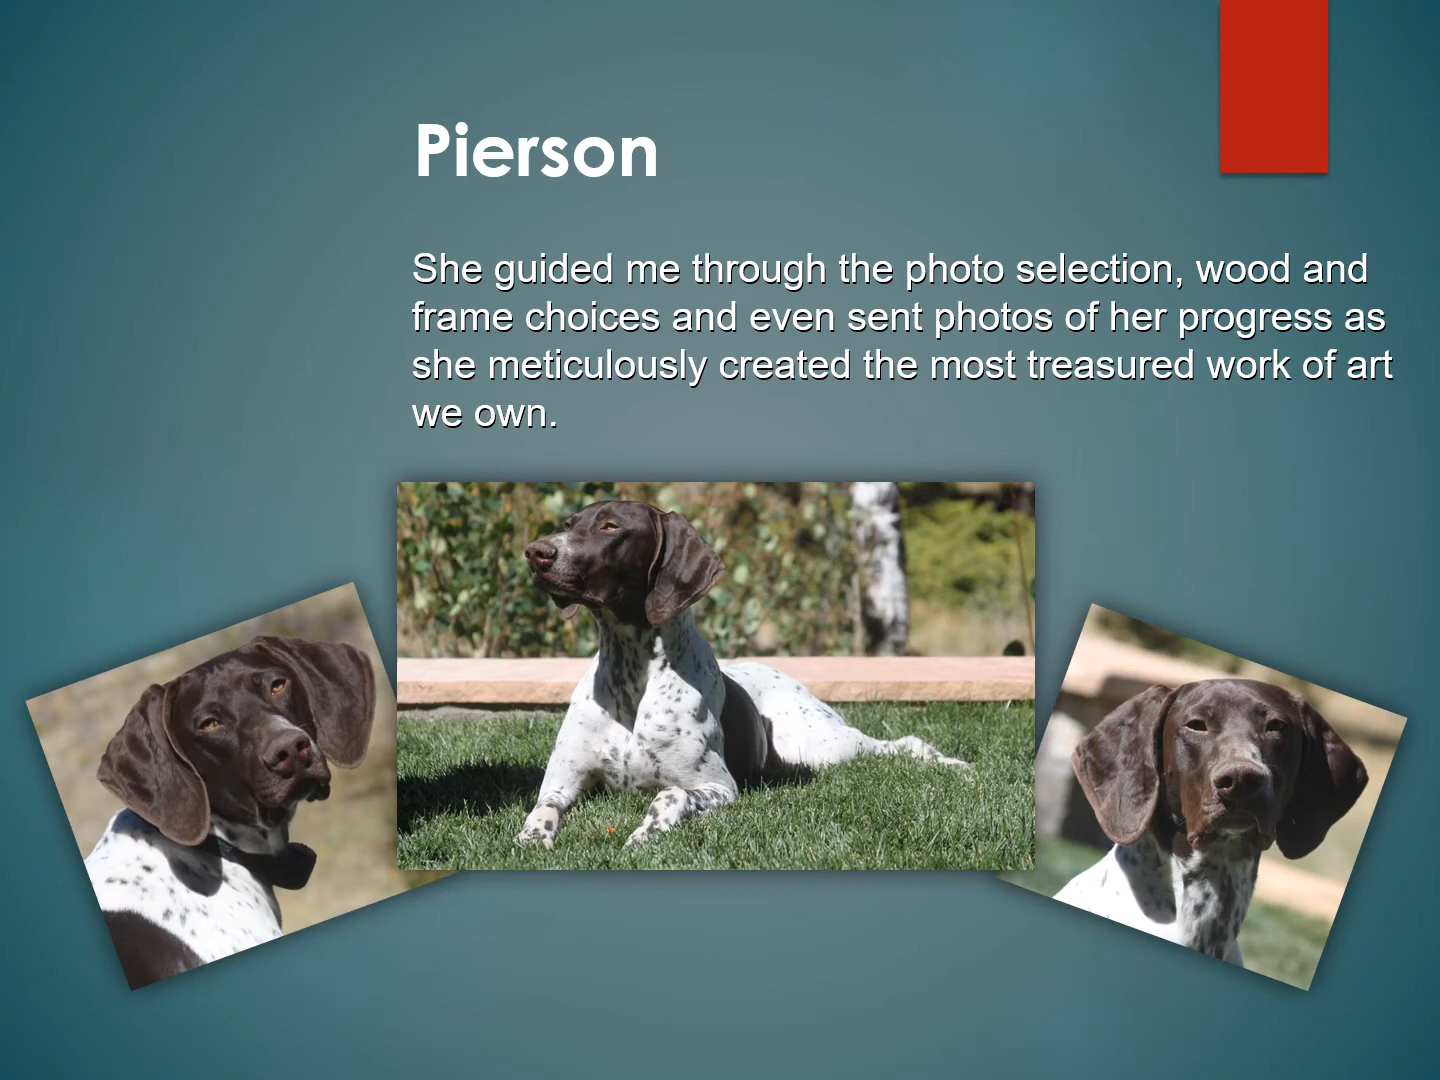 Pierson
She guided me through the photo selection, wood and
frame choices and even sent photos of her progress as
she meticulously created the most treasured work of art
we own.